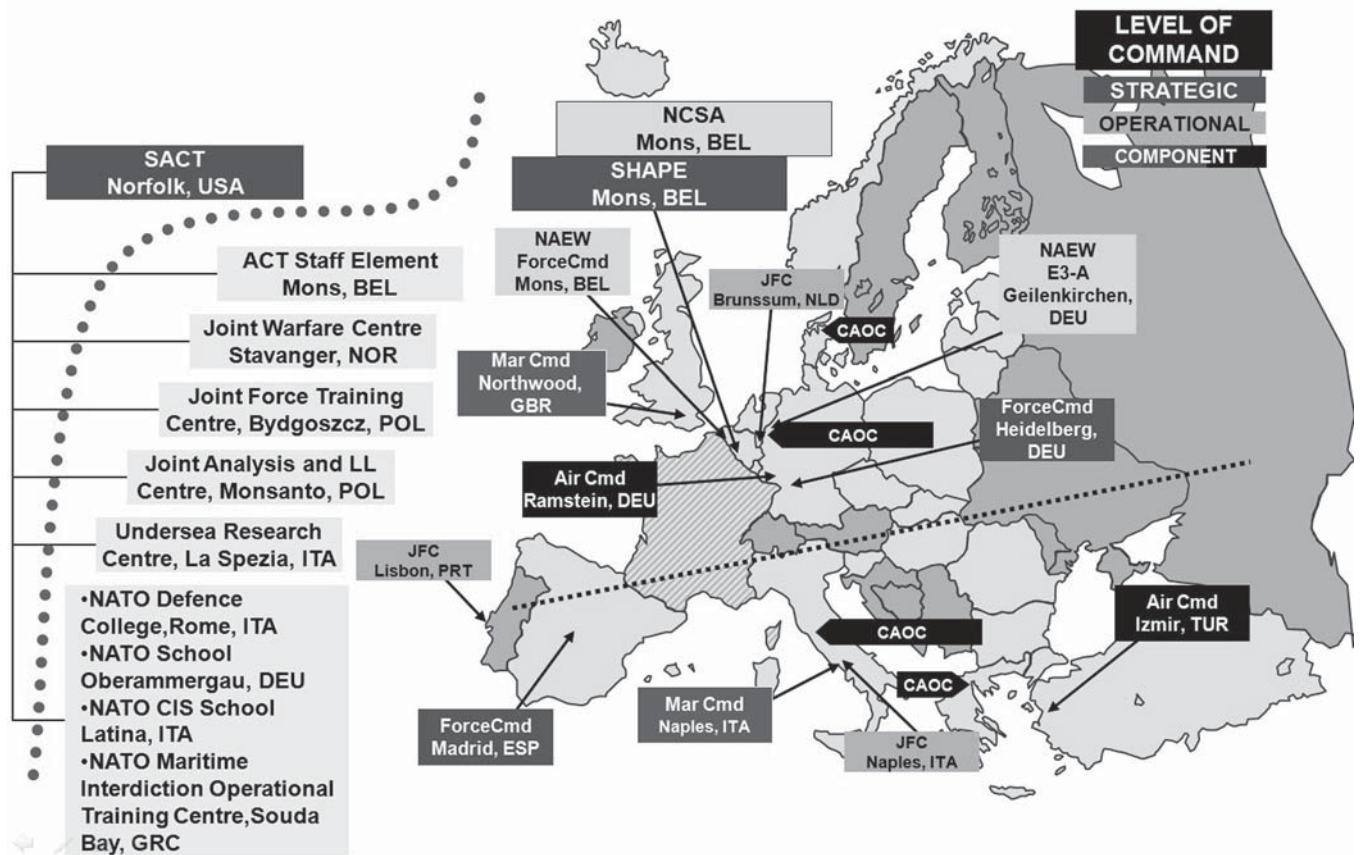 LEVEL OF
COMMAND
STRATEGIC
OPERATIONAL
COMPONENT
NCSA
Mons, BEL
SHAPE
Mons, BEL
SACT
Norfolk, USA
ACT Staff Element
Mons, BEL
Joint Warfare Centre
Stavanger, NOR
Joint Force Training
Centre, Bydgoszcz, POL
Joint Analysis and LL
Centre, Monsanto, POL
Undersea Research
Centre, La Spezia, ITA
•NATO Defence
College,Rome, ITA
•NATO School
Oberammergau, DEU
•NATO CIS School
Latina, ITA
•NATO Maritime
Interdiction Operational
Training Centre,Souda
Bay, GRC
NAEW
ForceCmd
Mons, BEL
JFC
Brunssum, NLD
NAEW
E3-A
Geilenkirchen,
DEU
CAOC
Mar Cmd
Northwood,
GBR
CAOC
ForceCmd
Heidelberg,
DEU
Air Cmd
Ramstein, DEU
JFC
Lisbon, PRT
CAOC
Air Cmd
Izmir, TUR
CAOC
ForceCmd
Madrid, ESP
Mar Cmd
Naples, ITA
JFC
Naples, ITA